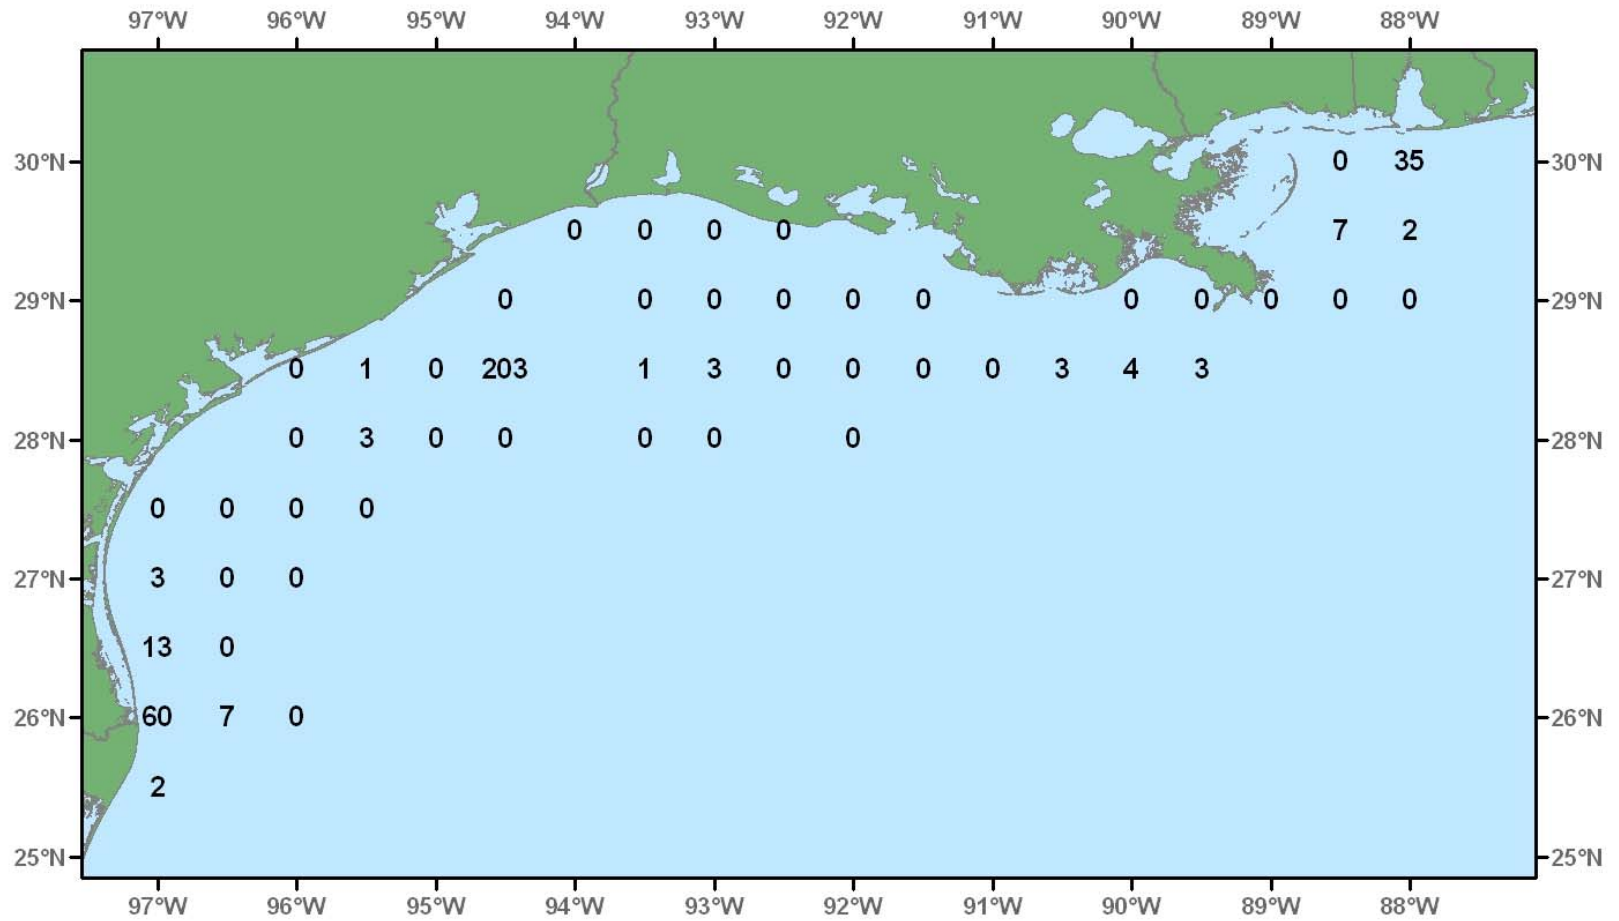 97°W 96°W 95°W 94°W 93°W 92°W 91°W 90°W 89°W 88°W
30°N 0 35 30°N
0 0 0 0 7 2
29°N 0 0 0 0 0 0 0 0 0 0 0 29°N
0 1 0 203 1 3 0 0 0 0 3 4 3
28°N 0 3 0 0 0 0 0 28°N
0 0 0 0
27°N 3 0 0 27°N
13 0
26°N 60 7 0 26°N
2
25°N 25°N
97°W 96°W 95°W 94°W 93°W 92°W 91°W 90°W 89°W 88°W